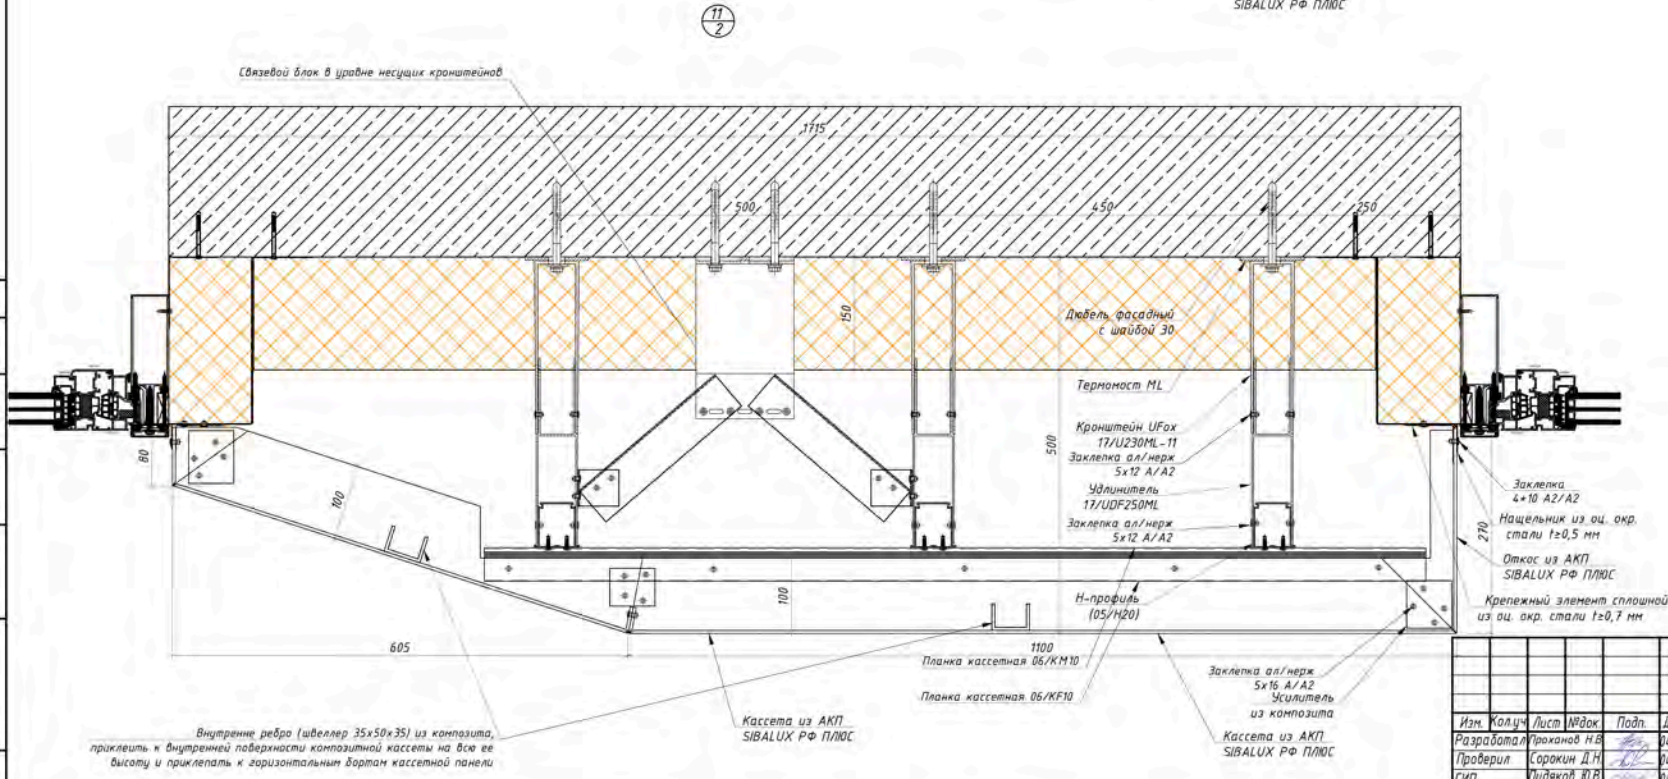 SIBALUX РФ ПЛЮС
11
2
Связевой блок в уровне несущих кронштейнов
1715
500
450
250
150
Дюбель фасадный
с шайбой 30
Термомост ML
Кронштейн UFox
17/U230ML-11
Заклепка ал/нерж
5х12 А/А2
Удлинитель
17/UDF250ML
Заклепка ал/нерж
5х12 А/А2
500
80
100
100
Заклепка
4*10 А2/А2
Нащельник из оц. окр.
стали t≥0,5 мм
270
Откос из АКП
SIBALUX РФ ПЛЮС
Крепежный элемент сплошной
из оц. окр. стали t≥0,7 мм
Н-профиль
(05/Н20)
605
1100
Планка кассетная 06/КМ10
Планка кассетная 06/KF10
Заклепка ал/нерж
5х16 А/А2
Усилитель
из композита
Кассета из АКП
SIBALUX РФ ПЛЮС
Кассета из АКП
SIBALUX РФ ПЛЮС
Внутренне ребро (швеллер 35х50х35) из композита,
приклеить к внутренней поверхности композитной кассеты на всю ее
высоту и приклепать к горизонтальным бортам кассетной панели
Изм. Кол.уч Лист №док. Подп.
Разработал Проханов Н.В
Проверил Сорокин Д.Н.
ГИП Дидяков Ю.В.